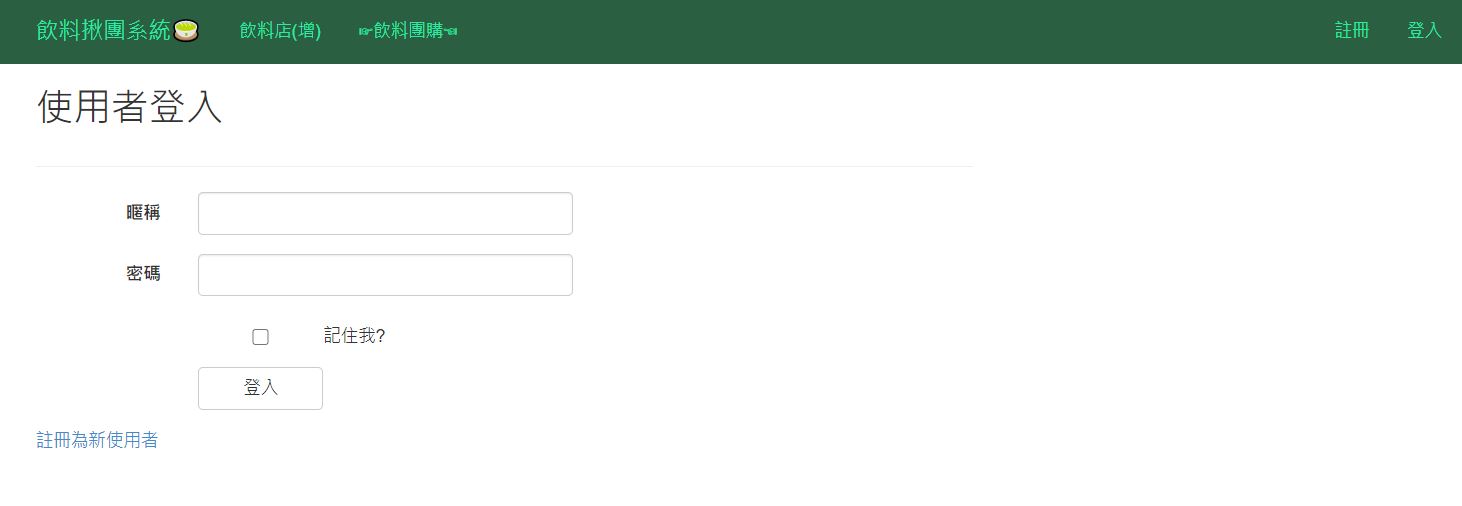 飲料揪團系統🍵 飲料店(增) ☞飲料團購☜ 註冊 登入
使用者登入
暱稱
密碼
記住我?
登入
註冊為新使用者